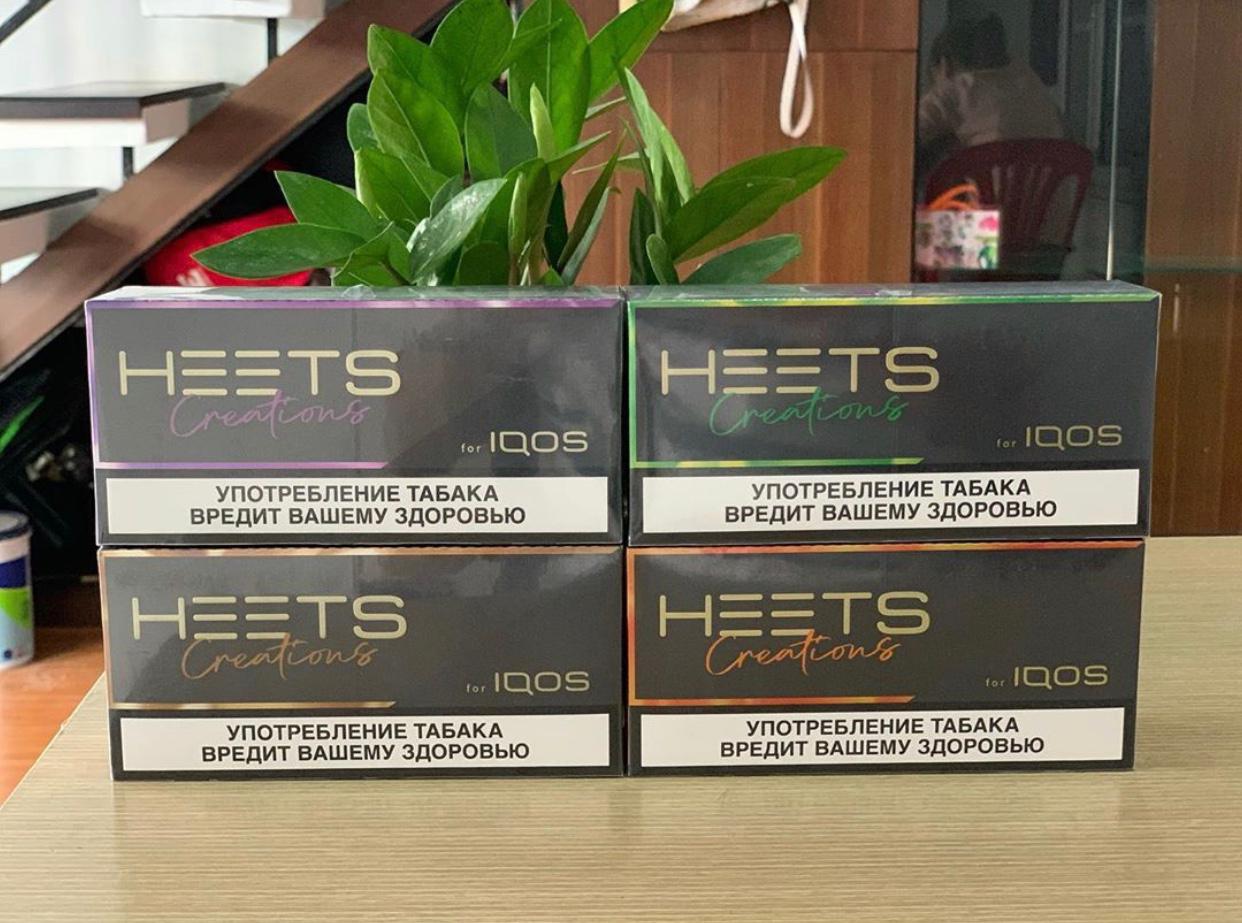 HEETS
Creations
for IQOS
УПОТРЕБЛЕНИЕ ТАБАКА
ВРЕДИТ ВАШЕМУ ЗДОРОВЬЮ
HEETS
Creations
for IQOS
УПОТРЕБЛЕНИЕ ТАБАКА
ВРЕДИТ ВАШЕМУ ЗДОРОВЬЮ
HEETS
Creations
for IQOS
УПОТРЕБЛЕНИЕ ТАБАКА
ВРЕДИТ ВАШЕМУ ЗДОРОВЬЮ
HEETS
Creations
for IQOS
УПОТРЕБЛЕНИЕ ТАБАКА
ВРЕДИТ ВАШЕМУ ЗДОРОВЬЮ